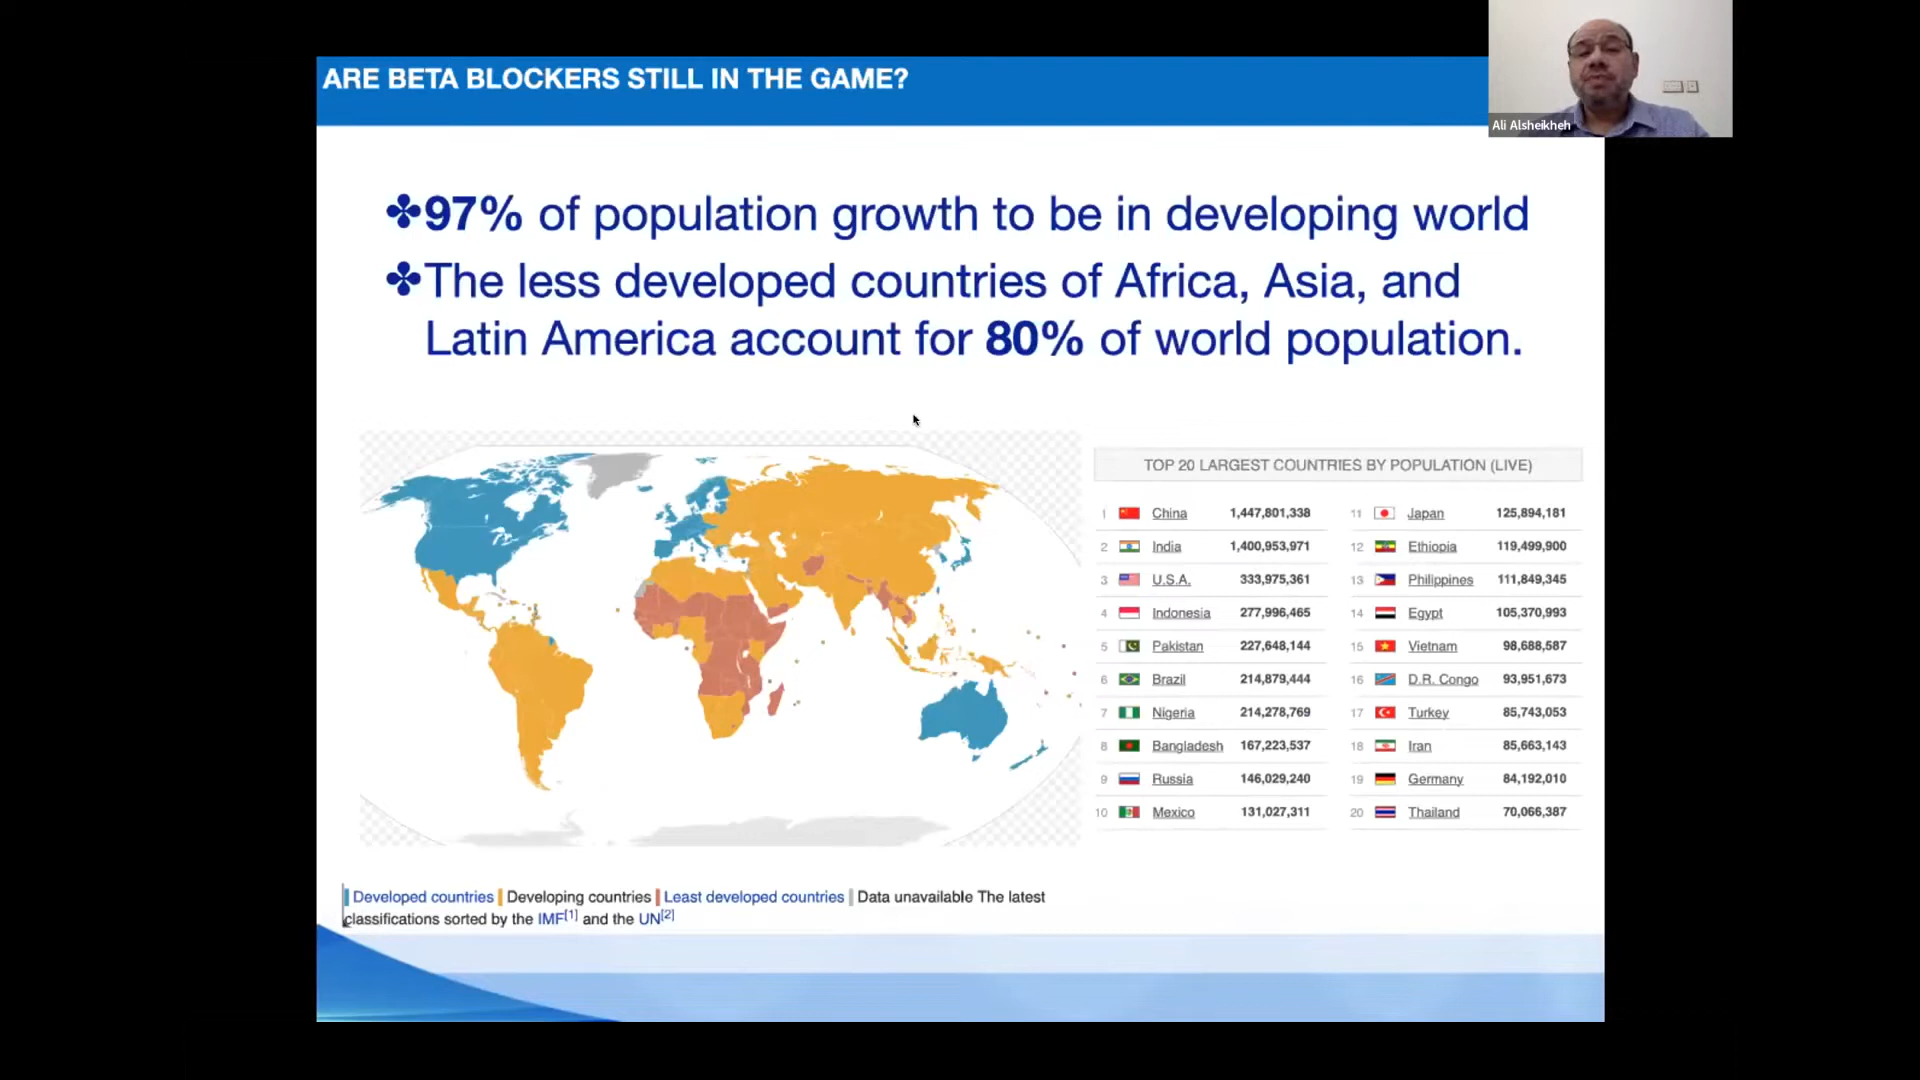 ARE BETA BLOCKERS STILL IN THE GAME?
Ali Alsheikheh
✤97% of population growth to be in developing world
✤The less developed countries of Africa, Asia, and
Latin America account for 80% of world population.
TOP 20 LARGEST COUNTRIES BY POPULATION (LIVE)
1 China 1,447,801,338
2 India 1,400,953,971
3 U.S.A. 333,975,361
4 Indonesia 277,996,465
5 Pakistan 227,648,144
6 Brazil 214,879,444
7 Nigeria 214,278,769
8 Bangladesh 167,223,537
9 Russia 146,029,240
10 Mexico 131,027,311
11 Japan 125,894,181
12 Ethiopia 119,499,900
13 Philippines 111,849,345
14 Egypt 105,370,993
15 Vietnam 98,688,587
16 D.R. Congo 93,951,673
17 Turkey 85,743,053
18 Iran 85,663,143
19 Germany 84,192,010
20 Thailand 70,066,387
Developed countries Developing countries Least developed countries Data unavailable The latest
classifications sorted by the IMF[1] and the UN[2]